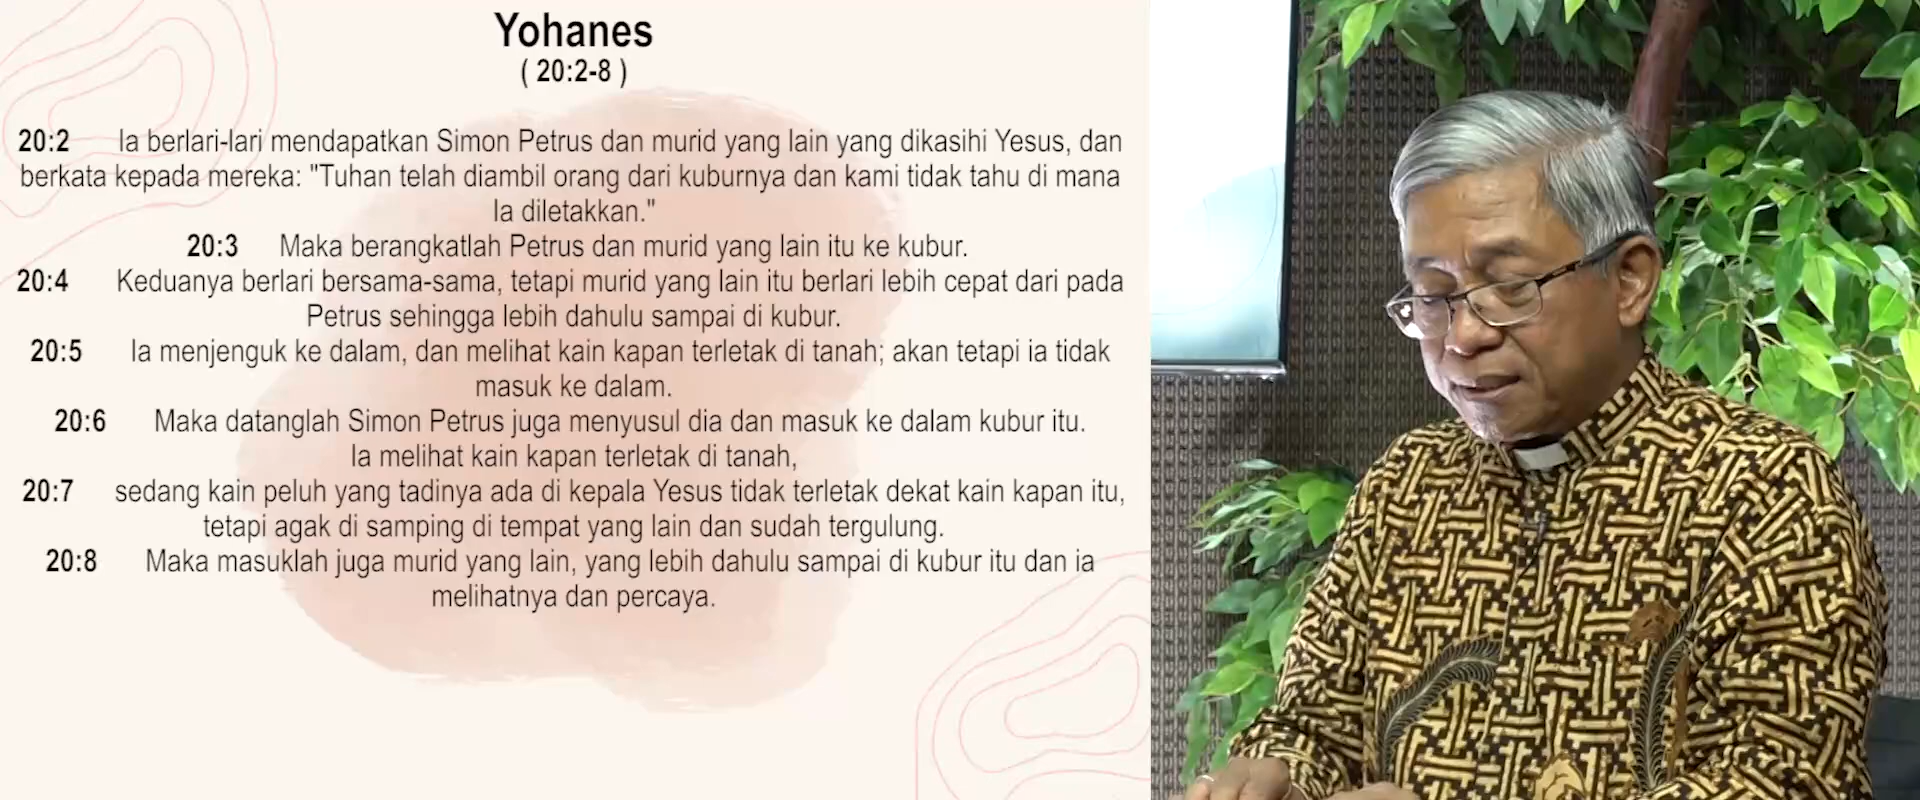 Yohanes
( 20:2-8 )
20:2 Ia berlari-lari mendapatkan Simon Petrus dan murid yang lain yang dikasihi Yesus, dan
berkata kepada mereka: "Tuhan telah diambil orang dari kuburnya dan kami tidak tahu di mana
Ia diletakkan."
20:3 Maka berangkatlah Petrus dan murid yang lain itu ke kubur.
20:4 Keduanya berlari bersama-sama, tetapi murid yang lain itu berlari lebih cepat dari pada
Petrus sehingga lebih dahulu sampai di kubur.
20:5 Ia menjenguk ke dalam, dan melihat kain kapan terletak di tanah; akan tetapi ia tidak
masuk ke dalam.
20:6 Maka datanglah Simon Petrus juga menyusul dia dan masuk ke dalam kubur itu.
Ia melihat kain kapan terletak di tanah,
20:7 sedang kain peluh yang tadinya ada di kepala Yesus tidak terletak dekat kain kapan itu,
tetapi agak di samping di tempat yang lain dan sudah tergulung.
20:8 Maka masuklah juga murid yang lain, yang lebih dahulu sampai di kubur itu dan ia
melihatnya dan percaya.